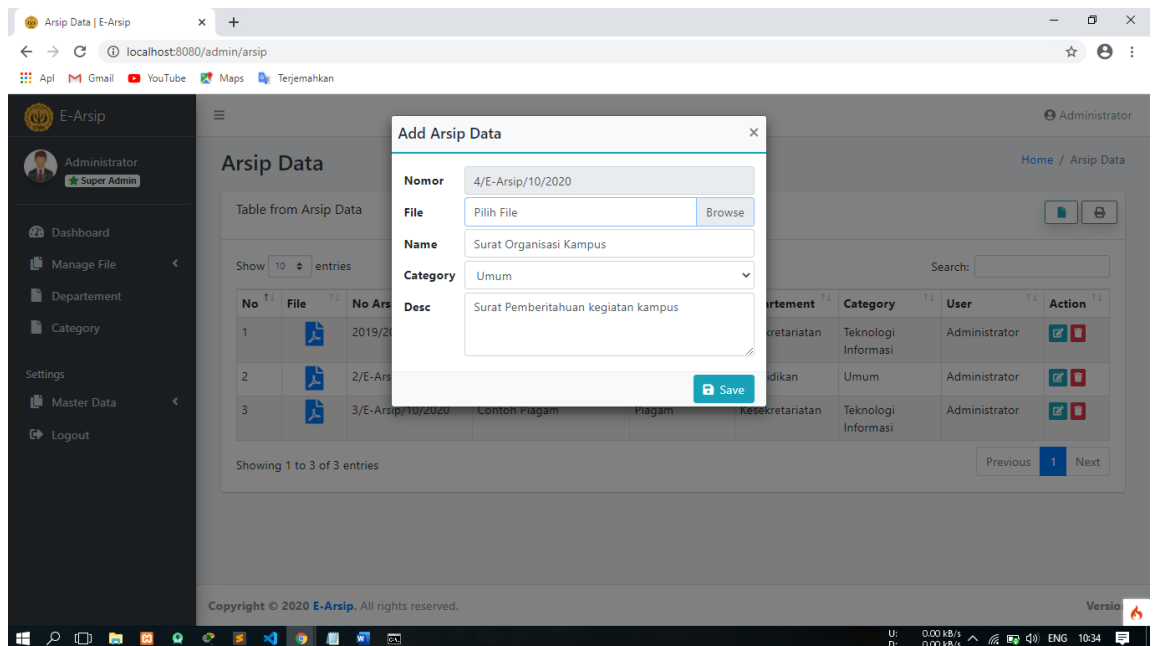 Arsip Data | E-Arsip
localhost:8080/admin/arsip
Apl Gmail YouTube Maps Terjemahkan
E-Arsip
Administrator
Administrator
Super Admin
Dashboard
Manage File
Departement
Category
Settings
Master Data
Logout
Arsip Data
Home / Arsip Data
Table from Arsip Data
Show 10 entries
Search:
No File No Ars artement Category User Action
1 2019/20 kretariatan Teknologi Informasi Administrator
2 2/E-Ars idikan Umum Administrator
3 3/E-Arsip/10/2020 Contoh Piagam Piagam Kesekretariatan Teknologi Informasi Administrator
Showing 1 to 3 of 3 entries
Previous 1 Next
Add Arsip Data
Nomor 4/E-Arsip/10/2020
File Pilih File Browse
Name Surat Organisasi Kampus
Category Umum
Desc Surat Pemberitahuan kegiatan kampus
Save
Copyright © 2020 E-Arsip. All rights reserved.
Versio
U: 0.00 kB/s
D: 0.00 kB/s
ENG 10:34